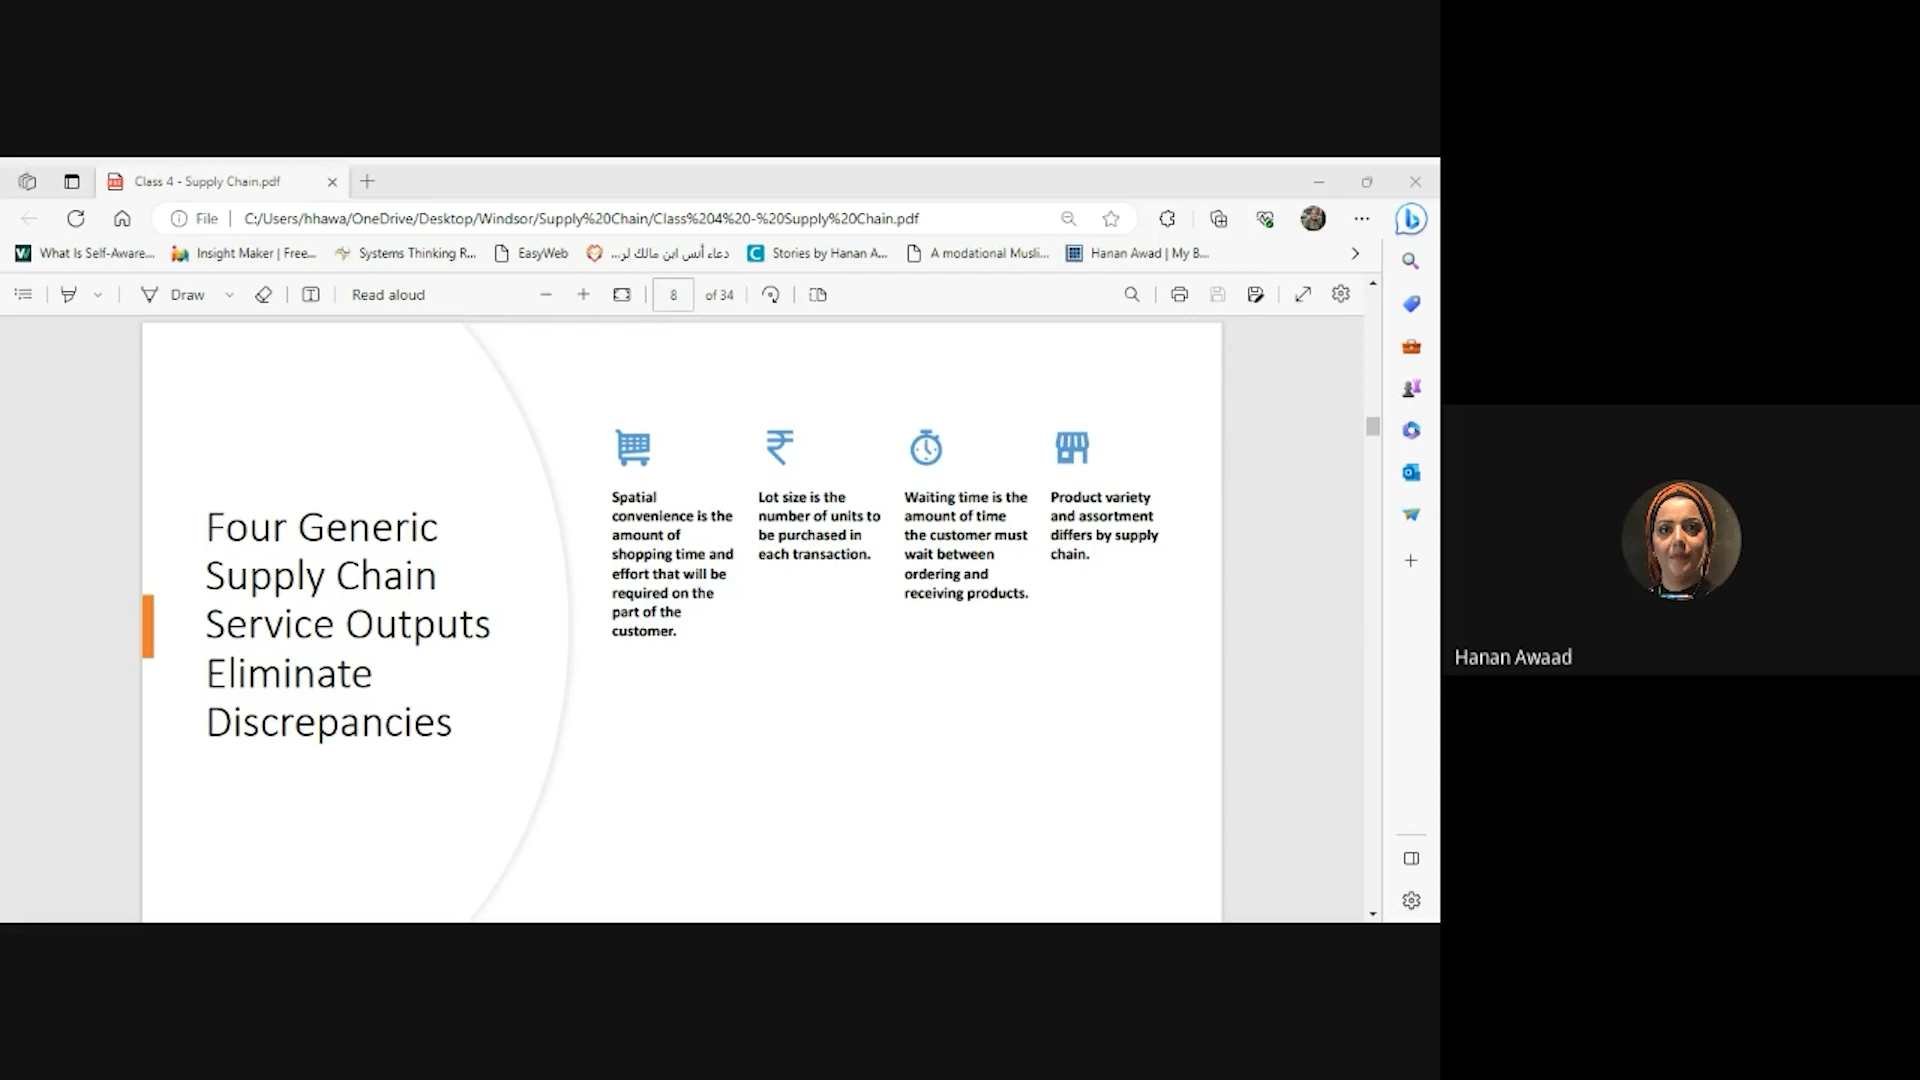 Class 4 - Supply Chain.pdf
File
C:/Users/hhawa/OneDrive/Desktop/Windsor/Supply%20Chain/Class%204%20-%20Supply%20Chain.pdf
What Is Self-Aware...
Insight Maker | Free...
Systems Thinking R...
EasyWeb
دعاء أنس ابن مالك لر...
Stories by Hanan A...
A modational Musli...
Hanan Awad | My B...
Draw
Read aloud
8
of 34
Four Generic
Supply Chain
Service Outputs
Eliminate
Discrepancies
Spatial
convenience is the
amount of
shopping time and
effort that will be
required on the
part of the
customer.
Lot size is the
number of units to
be purchased in
each transaction.
Waiting time is the
amount of time
the customer must
wait between
ordering and
receiving products.
Product variety
and assortment
differs by supply
chain.
Hanan Awaad